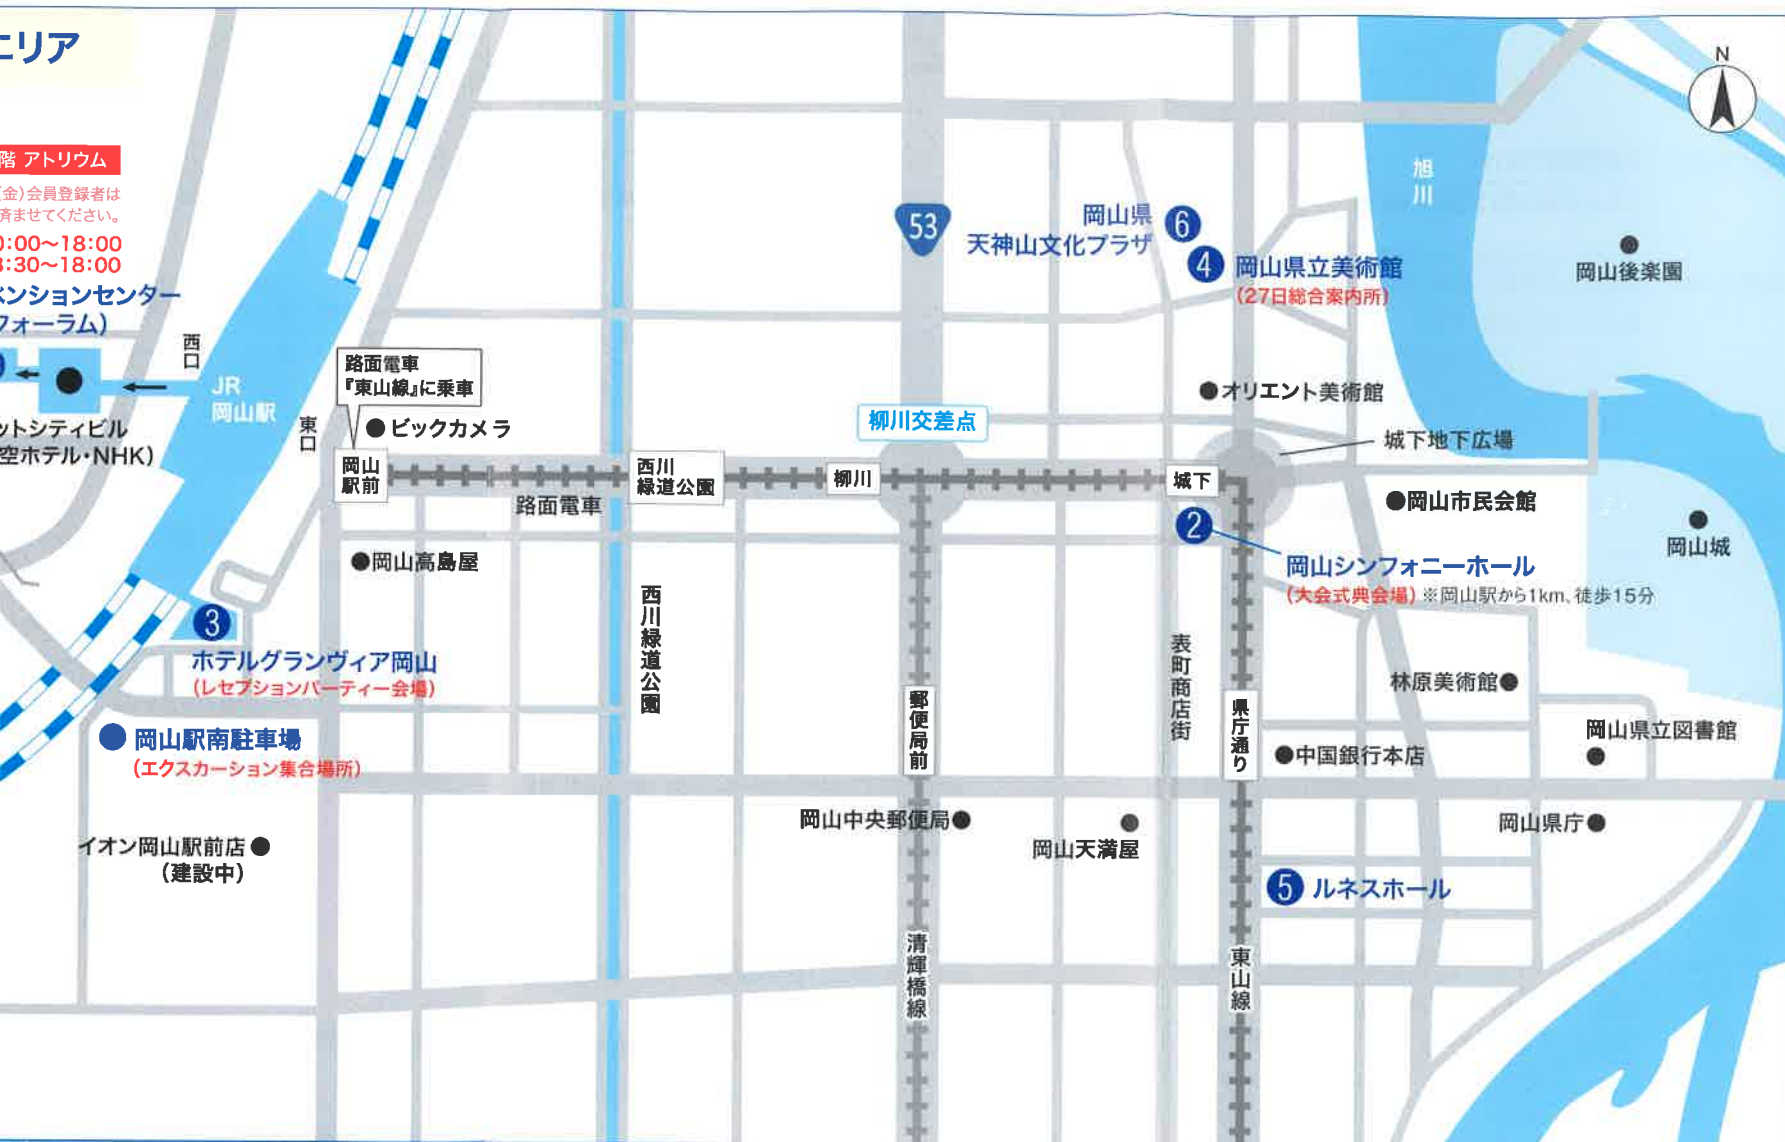 エリア
階 アトリウム
(金)会員登録者は
済ませてください。
0:00～18:00
8:30～18:00
ベンションセンター
フォーラム)
西口
JR
岡山駅
東口
ットシティビル
空ホテル・NHK)
路面電車
『東山線』に乗車
●ビックカメラ
岡山
駅前
路面電車
西川
緑道公園
柳川
柳川交差点
城下
53
岡山県
天神山文化プラザ
6
4
岡山県立美術館
(27日総合案内所)
N
旭川
岡山後楽園
●オリエント美術館
城下地下広場
●岡山市民会館
岡山城
2
岡山シンフォニーホール
(大会式典会場) ※岡山駅から1km、徒歩15分
●岡山高島屋
3
ホテルグランヴィア岡山
(レセプションパーティー会場)
●岡山駅南駐車場
(エクスカーション集合場所)
西川緑道公園
郵便局前
表町商店街
県庁通り
林原美術館●
岡山県立図書館
●中国銀行本店
岡山県庁●
岡山中央郵便局●
岡山天満屋
イオン岡山駅前店●
(建設中)
5
ルネスホール
清輝橋線
東山線